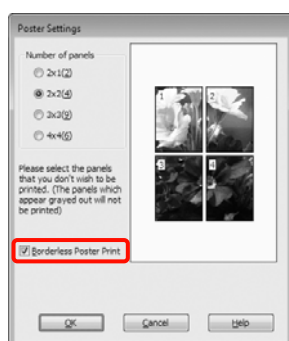 Poster Settings
Number of panels
2x1(2)
2x2(4)
3x3(9)
4x4(6)
1 2
3 4
Please select the panels
that you don't wish to be
printed. (The panels which
appear grayed out will not
be printed)
Borderless Poster Print
OK Cancel Help